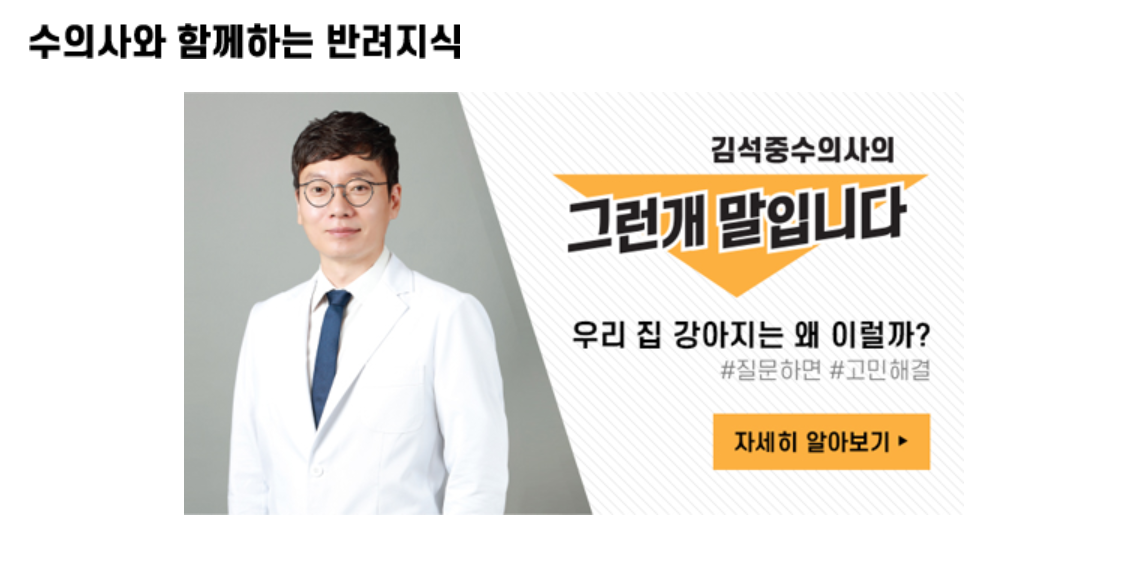 수의사와 함께하는 반려지식
김석중수의사의
그런개 말입니다
우리 집 강아지는 왜 이럴까?
#질문하면 #고민해결
자세히 알아보기 ▶